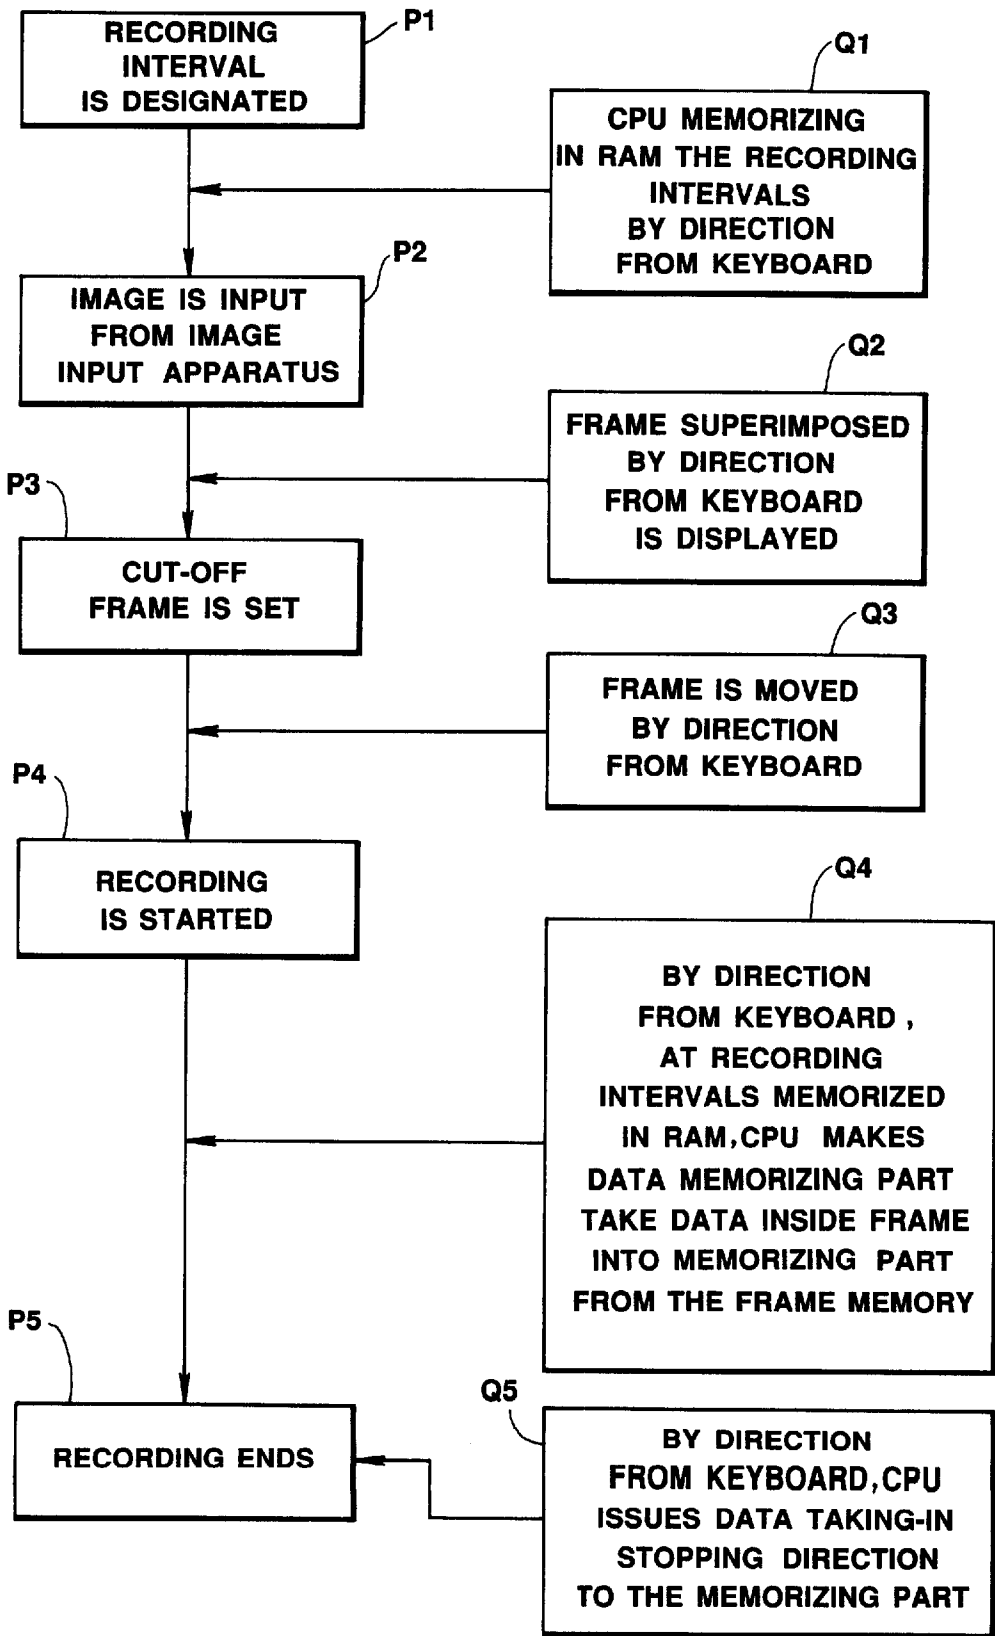 P1
RECORDING
INTERVAL
IS DESIGNATED
Q1
CPU MEMORIZING
IN RAM THE RECORDING
INTERVALS
BY DIRECTION
FROM KEYBOARD
P2
IMAGE IS INPUT
FROM IMAGE
INPUT APPARATUS
Q2
FRAME SUPERIMPOSED
BY DIRECTION
FROM KEYBOARD
IS DISPLAYED
P3
CUT-OFF
FRAME IS SET
Q3
FRAME IS MOVED
BY DIRECTION
FROM KEYBOARD
P4
RECORDING
IS STARTED
Q4
BY DIRECTION
FROM KEYBOARD,
AT RECORDING
INTERVALS MEMORIZED
IN RAM,CPU MAKES
DATA MEMORIZING PART
TAKE DATA INSIDE FRAME
INTO MEMORIZING PART
FROM THE FRAME MEMORY
P5
RECORDING ENDS
Q5
BY DIRECTION
FROM KEYBOARD,CPU
ISSUES DATA TAKING-IN
STOPPING DIRECTION
TO THE MEMORIZING PART